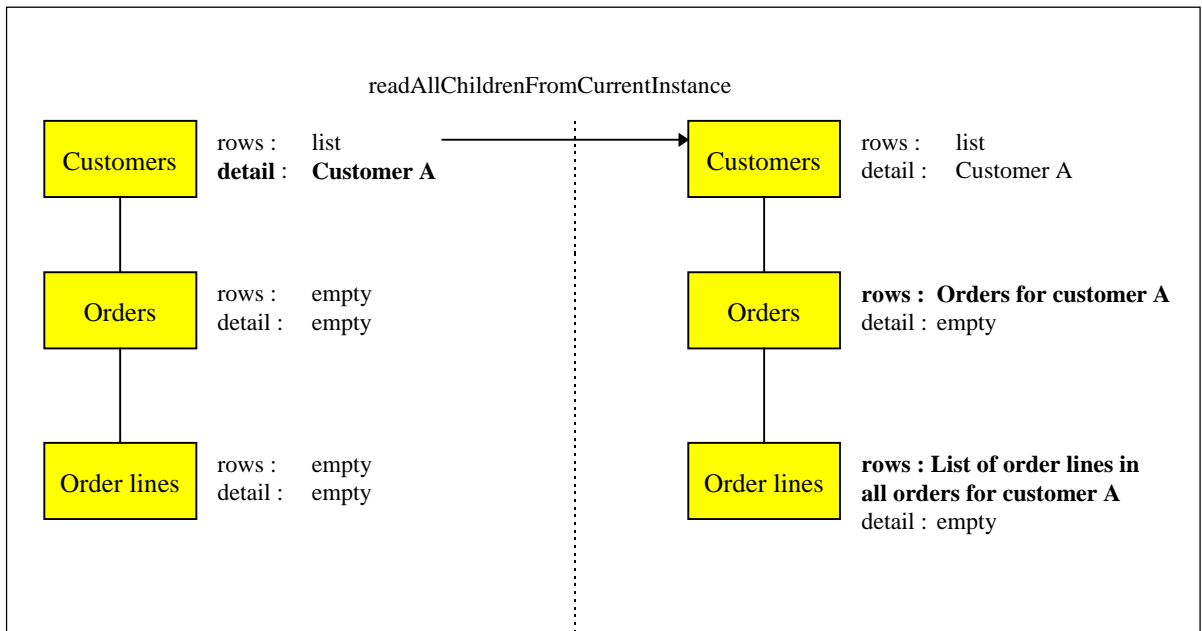 readAllChildrenFromCurrentInstance
Customers
rows : list
detail : Customer A
Orders
rows : empty
detail : empty
Order lines
rows : empty
detail : empty
Customers
rows : list
detail : Customer A
Orders
rows : Orders for customer A
detail : empty
Order lines
rows : List of order lines in
all orders for customer A
detail : empty